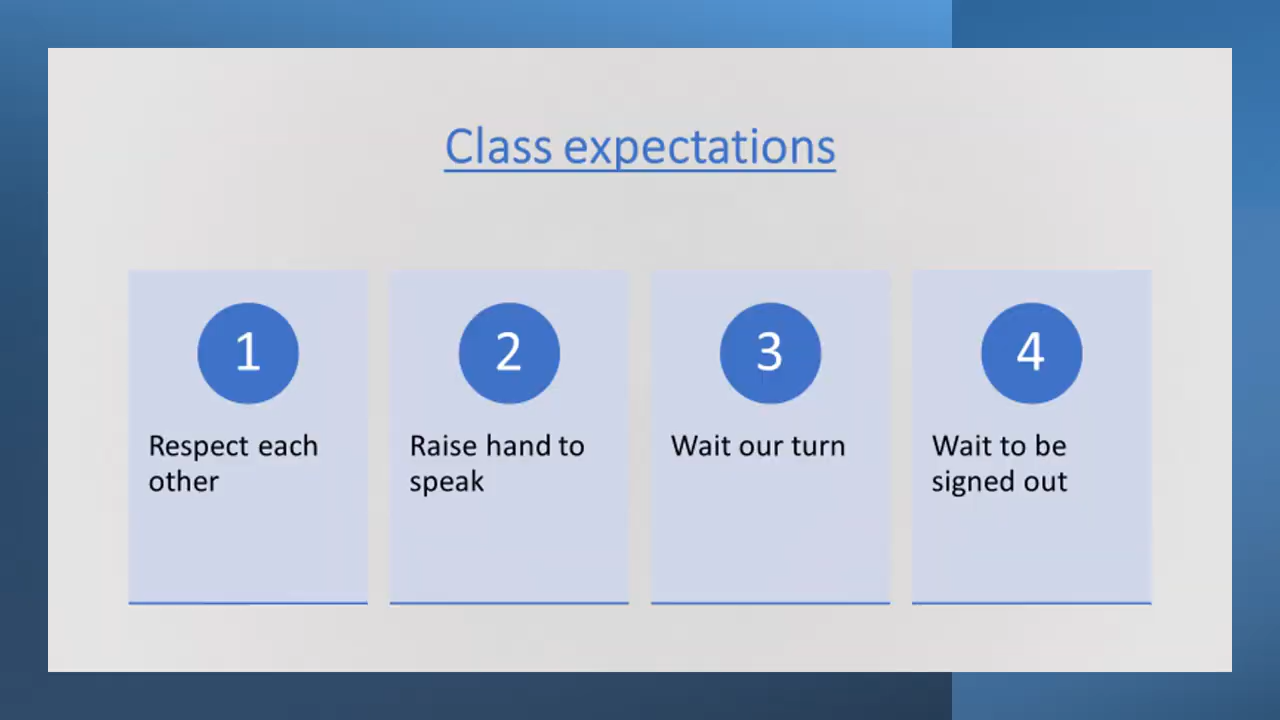 Class expectations
1
Respect each
other
2
Raise hand to
speak
3
Wait our turn
4
Wait to be
signed out